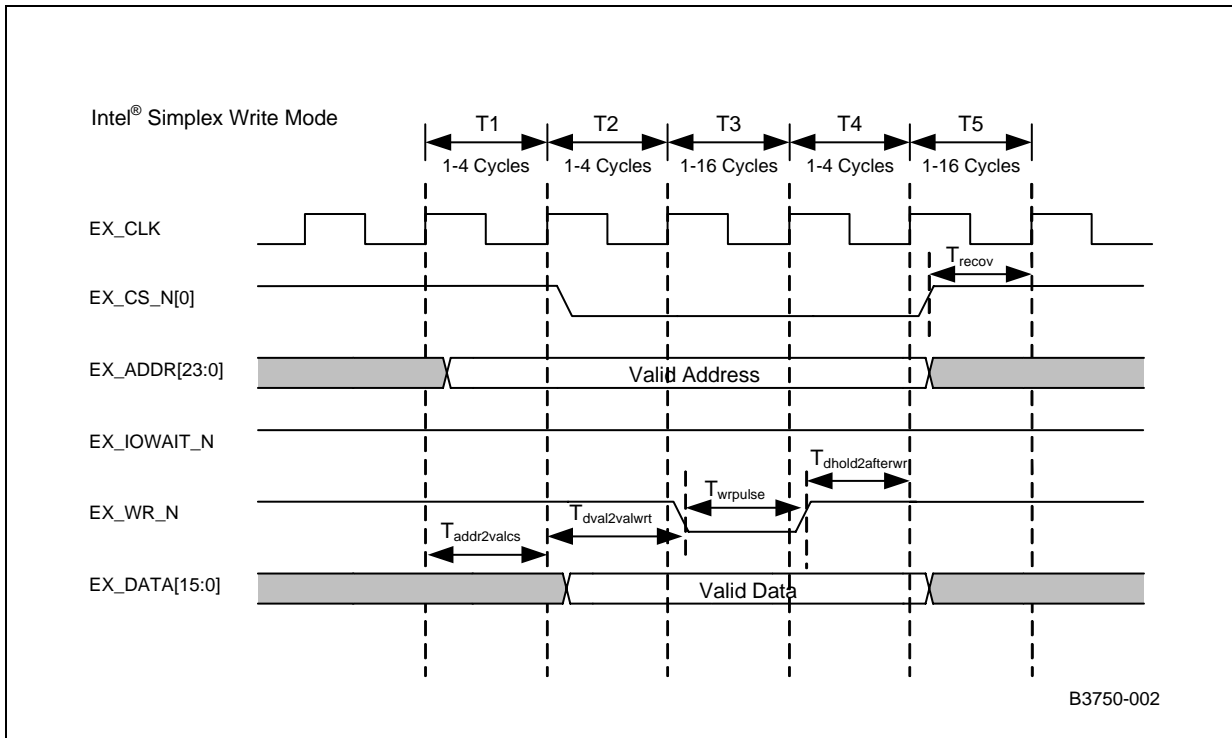 Intel® Simplex Write Mode
T1 T2 T3 T4 T5
1-4 Cycles 1-4 Cycles 1-16 Cycles 1-4 Cycles 1-16 Cycles
EX_CLK
Trecov
EX_CS_N[0]
EX_ADDR[23:0] Valid Address
EX_IOWAIT_N
Tdhold2afterwr
Twrpulse
EX_WR_N
Tdval2valwrt
Taddr2valcs
EX_DATA[15:0] Valid Data
B3750-002